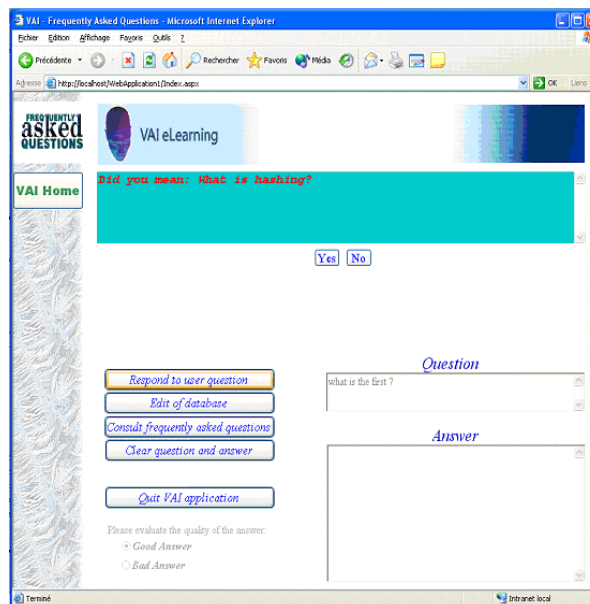 VAI - Frequently Asked Questions - Microsoft Internet Explorer
Fichier Edition Affichage Favoris Outils ?
Précédente Rechercher Favoris Média
Adresse http://localhost/WebApplication1/Index.aspx OK Liens
FREQUENTLY
asked
QUESTIONS
VAI eLearning
VAI Home
Did you mean: What is hashing?
Yes No
Question
Respond to user question
what is the first ?
Edit of database
Consult frequently asked questions
Answer
Clear question and answer
Quit VAI application
Please evaluate the quality of the answer:
Good Answer
Bad Answer
Terminé Intranet local